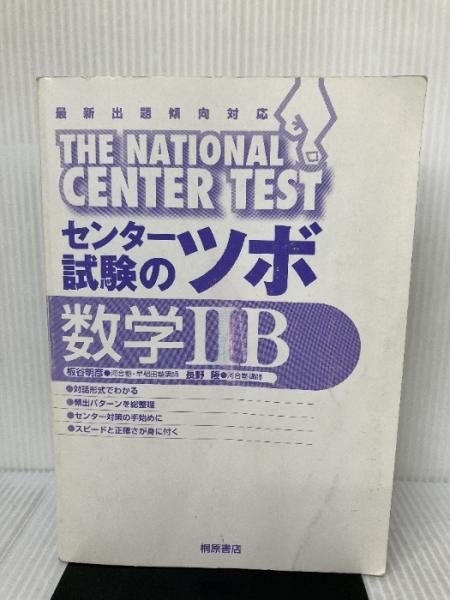 最新出題傾向対応
THE NATIONAL
CENTER TEST
センター
試験のツボ
数学ⅡB
板谷明彦●河合塾・早稲田塾講師 長野 陞●河合塾講師
●対話形式でわかる
●頻出パターンを総整理
●センター対策の手始めに
●スピードと正確さが身に付く
桐原書店